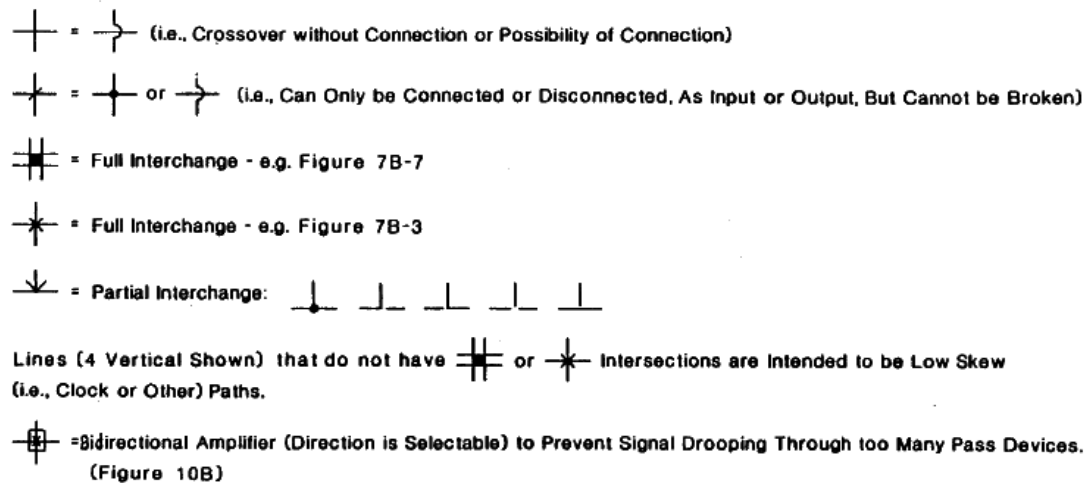 = (i.e., Crossover without Connection or Possibility of Connection)
= or (i.e., Can Only be Connected or Disconnected, As Input or Output, But Cannot be Broken)
= Full Interchange - e.g. Figure 7B-7
= Full Interchange - e.g. Figure 7B-3
= Partial Interchange:
Lines (4 Vertical Shown) that do not have or Intersections are Intended to be Low Skew
(i.e., Clock or Other) Paths.
=Bidirectional Amplifier (Direction is Selectable) to Prevent Signal Drooping Through too Many Pass Devices.
(Figure 10B)